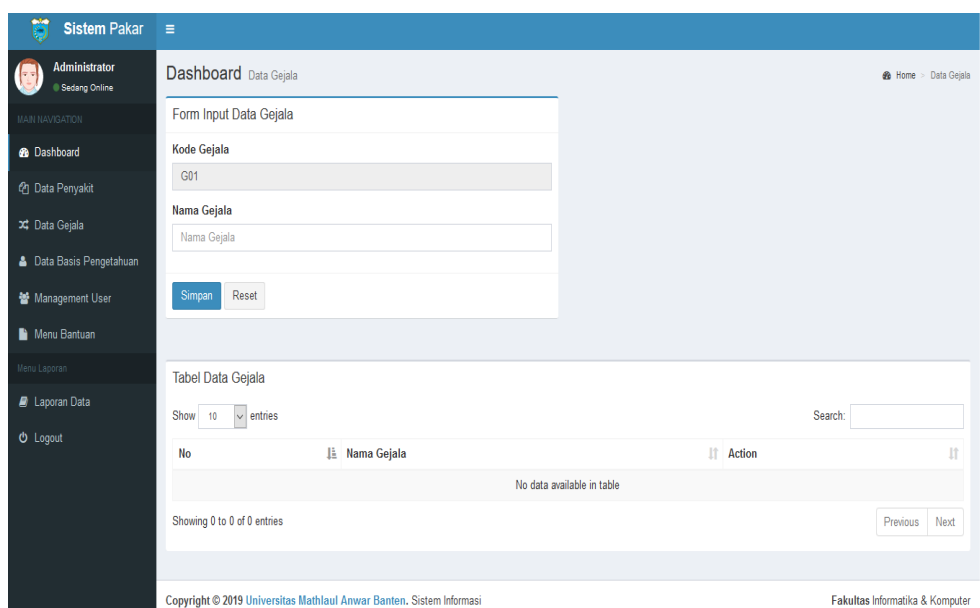 Sistem Pakar
Administrator
Sedang Online
MAIN NAVIGATION
Dashboard
Data Penyakit
Data Gejala
Data Basis Pengetahuan
Management User
Menu Bantuan
Menu Laporan
Laporan Data
Logout
Dashboard Data Gejala
Home > Data Gejala
Form Input Data Gejala
Kode Gejala
G01
Nama Gejala
Nama Gejala
Simpan Reset
Tabel Data Gejala
Show 10 entries
Search:
No Nama Gejala Action
No data available in table
Showing 0 to 0 of 0 entries
Previous Next
Copyright © 2019 Universitas Mathlaul Anwar Banten. Sistem Informasi
Fakultas Informatika & Komputer